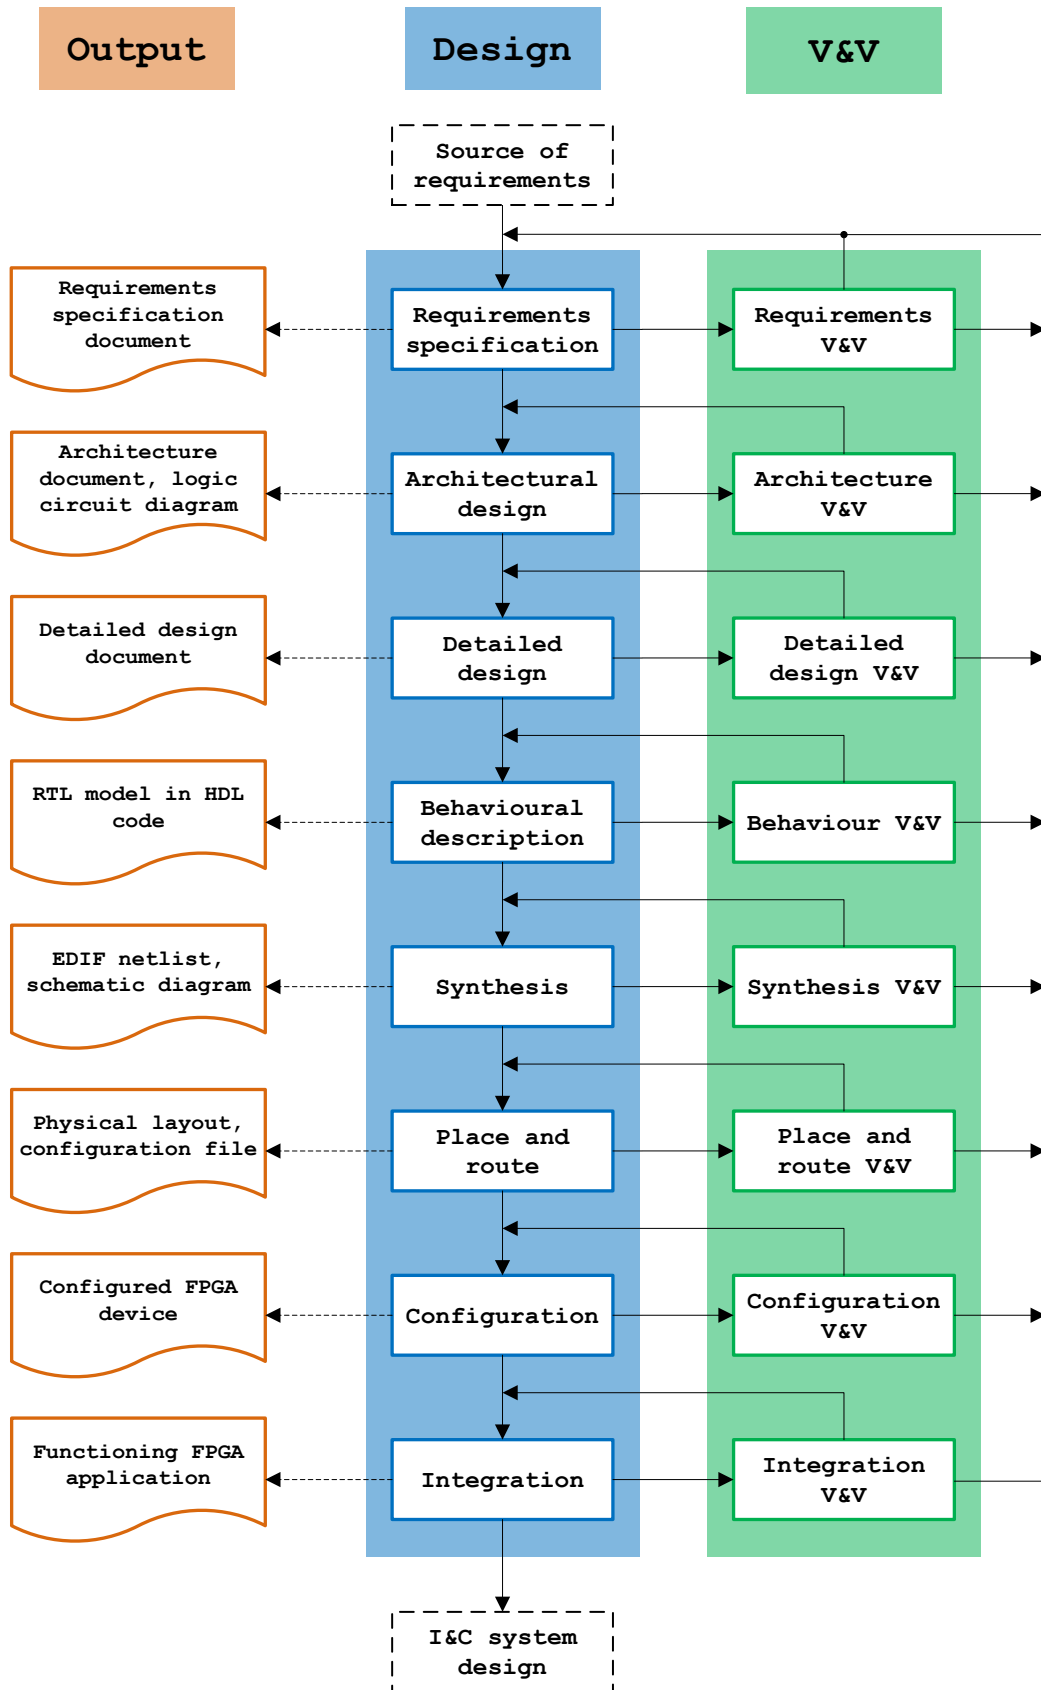 Output
Design
V&V
Source of
requirements
Requirements
specification
document
Requirements
specification
Requirements
V&V
Architecture
document, logic
circuit diagram
Architectural
design
Architecture
V&V
Detailed design
document
Detailed
design
Detailed
design V&V
RTL model in HDL
code
Behavioural
description
Behaviour V&V
EDIF netlist,
schematic diagram
Synthesis
Synthesis V&V
Physical layout,
configuration file
Place and
route
Place and
route V&V
Configured FPGA
device
Configuration
Configuration
V&V
Functioning FPGA
application
Integration
Integration
V&V
I&C system
design